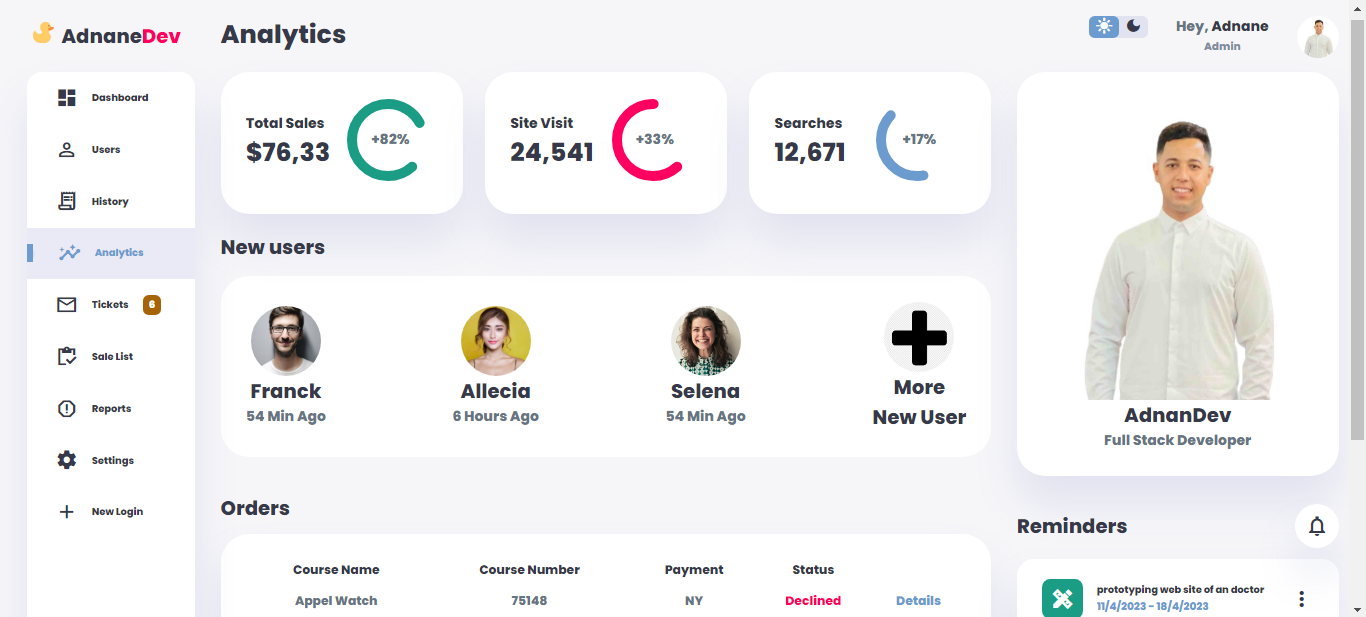 AdnaneDev
Analytics
Hey, Adnane
Admin
Dashboard
Users
History
Analytics
Tickets 6
Sale List
Reports
Settings
New Login
Total Sales
$76,33
+82%
Site Visit
24,541
+33%
Searches
12,671
+17%
New users
Franck
54 Min Ago
Allecia
6 Hours Ago
Selena
54 Min Ago
More
New User
Orders
Course Name Course Number Payment Status
Appel Watch 75148 NY Declined Details
AdnanDev
Full Stack Developer
Reminders
prototyping web site of an doctor
11/4/2023 - 18/4/2023